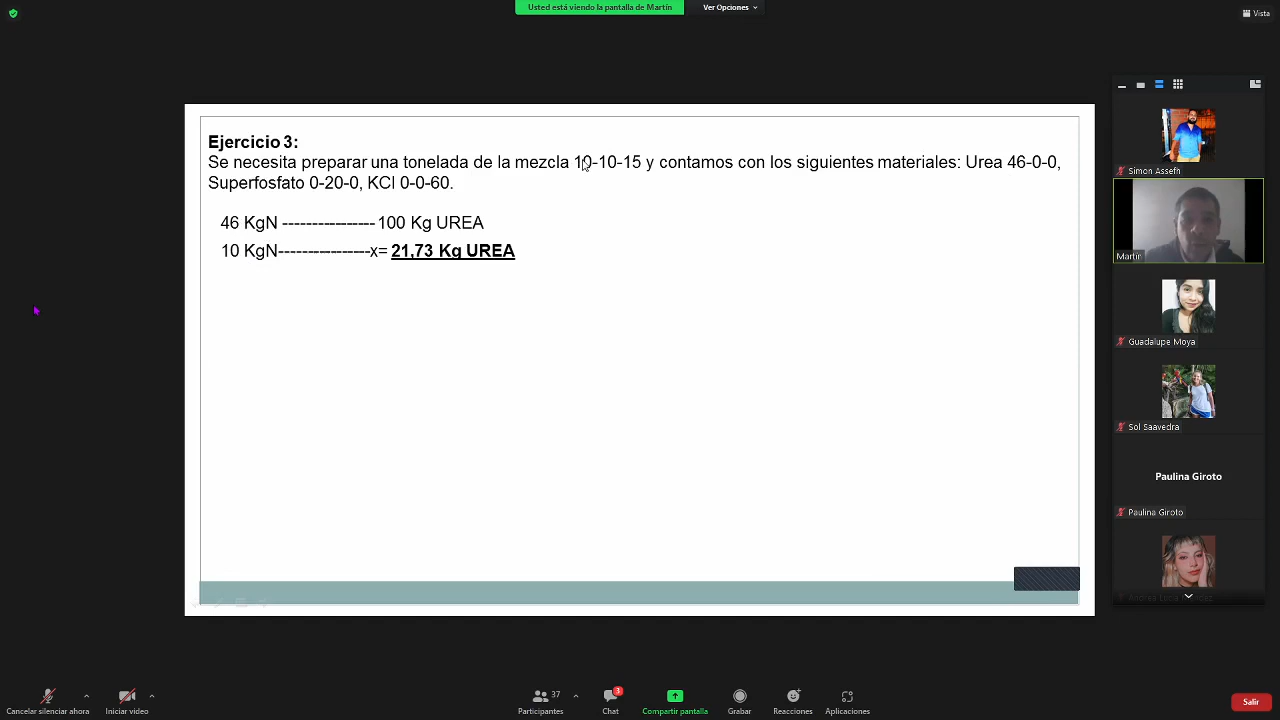 Usted está viendo la pantalla de Martín
Ver Opciones
Vista
Ejercicio 3:
Se necesita preparar una tonelada de la mezcla 10-10-15 y contamos con los siguientes materiales: Urea 46-0-0,
Superfosfato 0-20-0, KCl 0-0-60.
46 KgN ---------------- 100 Kg UREA
10 KgN----------------x= 21,73 Kg UREA
Simon Assefh
Martín
Guadalupe Moya
Sol Saavedra
Paulina Giroto
Paulina Giroto
Cancelar silenciar ahora
Iniciar video
37
Participantes
3
Chat
Compartir pantalla
Grabar
Reacciones
Aplicaciones
Salir